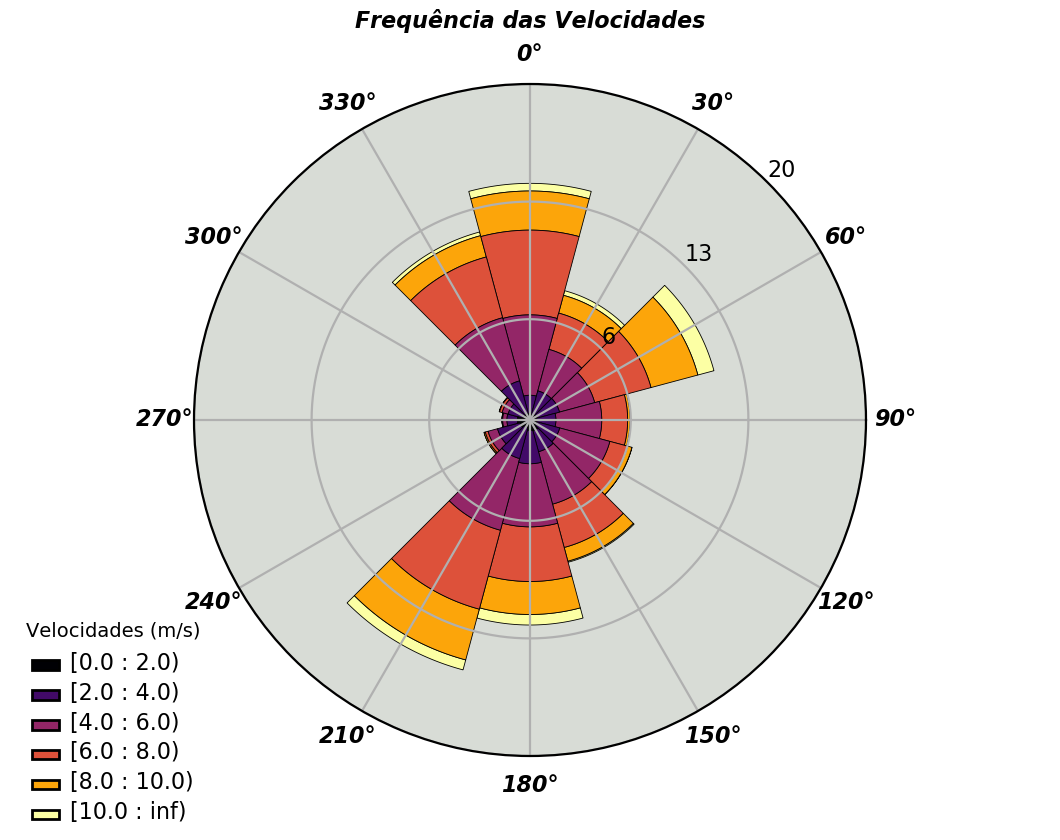 Frequência das Velocidades
0°
330°
30°
20
300°
60°
13
6
270°
90°
240°
120°
210°
150°
180°
Velocidades (m/s)
[0.0 : 2.0)
[2.0 : 4.0)
[4.0 : 6.0)
[6.0 : 8.0)
[8.0 : 10.0)
[10.0 : inf)